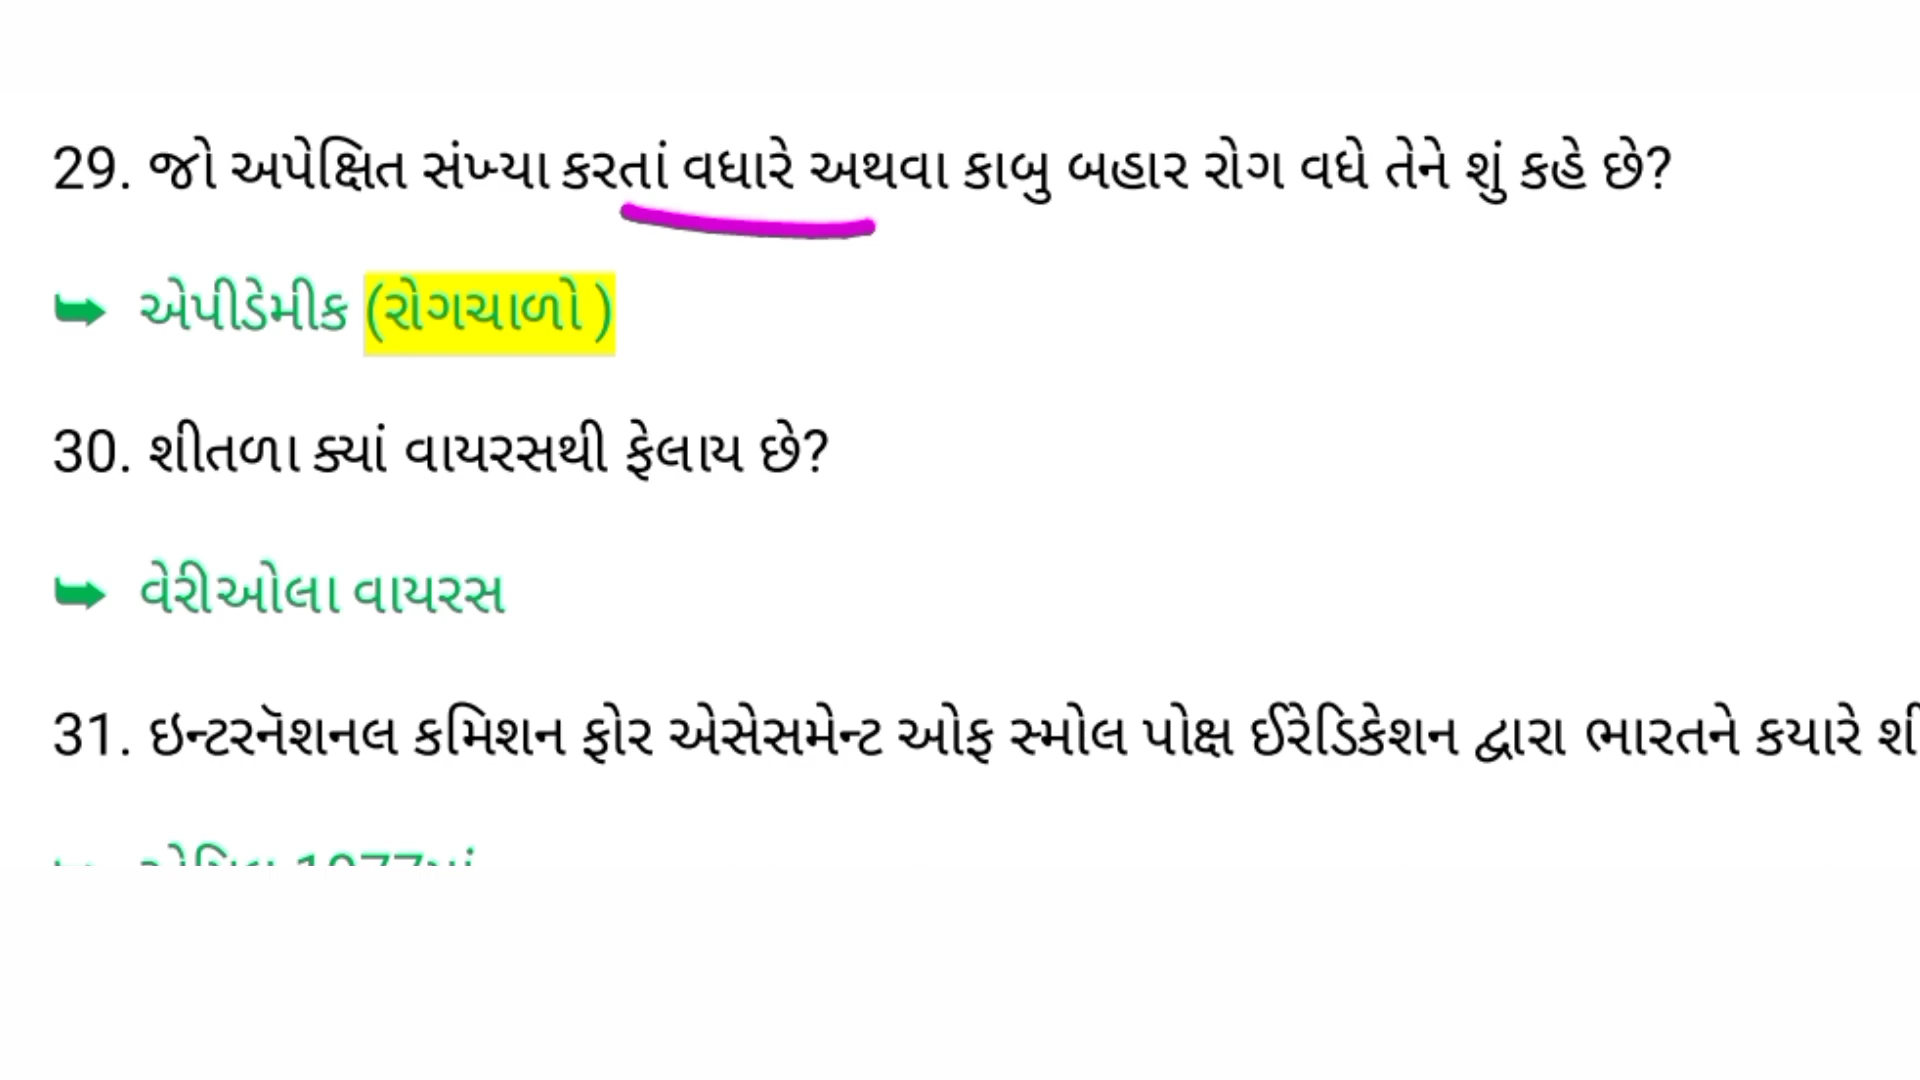 29. જો અપેક્ષિત સંખ્યા કરતાં વધારે અથવા કાબુ બહાર રોગ વધે તેને શું કહે છે?
➥ એપીડેમીક (રોગચાળો )
30. શીતળા ક્યાં વાયરસથી ફેલાય છે?
➥ વેરીઓલા વાયરસ
31. ઇન્ટરનૅશનલ કમિશન ફોર એસેસમેન્ટ ઓફ સ્મોલ પોક્ષ ઈરેડિકેશન દ્વારા ભારતને કયારે